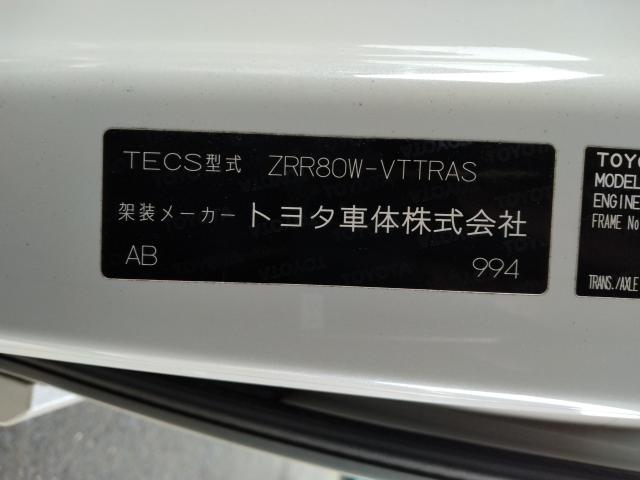 TECS型式 ZRR80W-VTTRAS
架装メーカー トヨタ車体株式会社
AB 994
MODEL
ENGINE
FRAME No
TRANS./AXLE